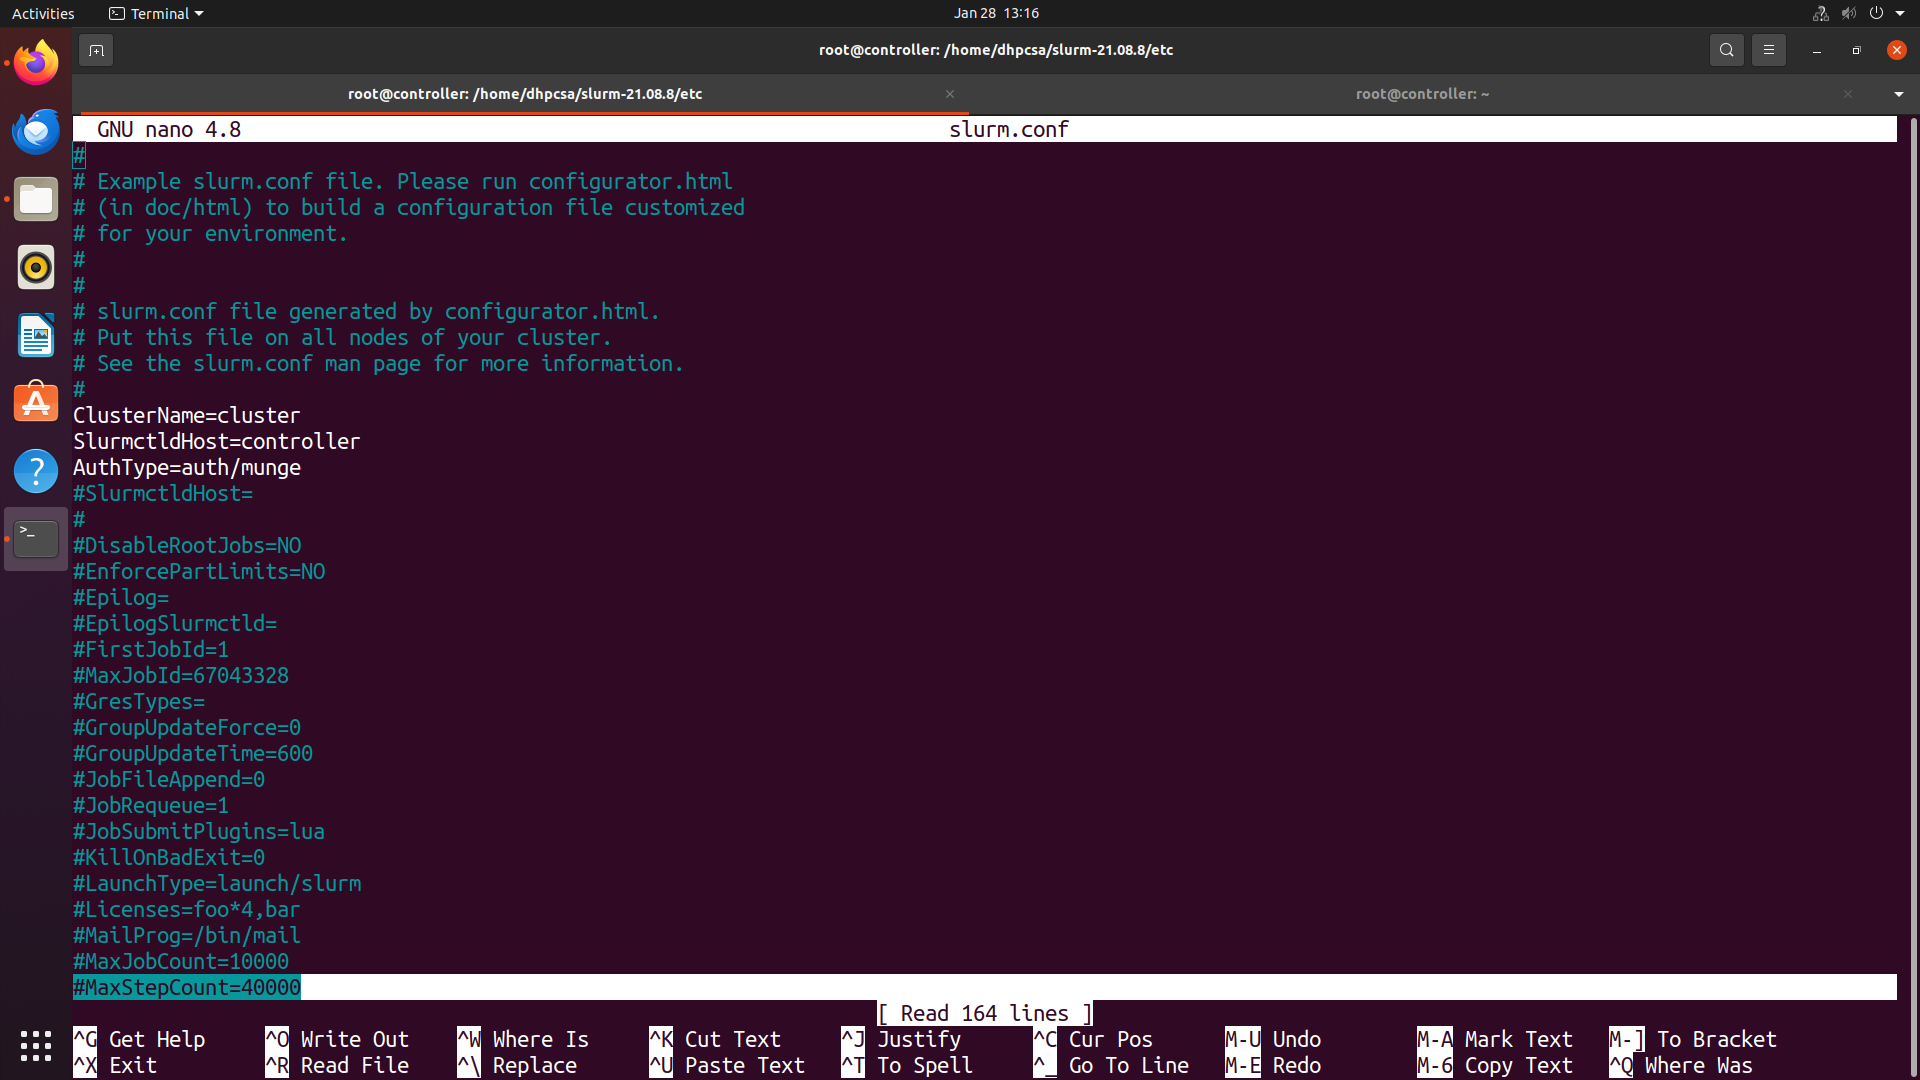 Activities Terminal Jan 28 13:16
root@controller: /home/dhpcsa/slurm-21.08.8/etc
root@controller: /home/dhpcsa/slurm-21.08.8/etc root@controller: ~
GNU nano 4.8 slurm.conf
#
# Example slurm.conf file. Please run configurator.html
# (in doc/html) to build a configuration file customized
# for your environment.
#
#
# slurm.conf file generated by configurator.html.
# Put this file on all nodes of your cluster.
# See the slurm.conf man page for more information.
#
ClusterName=cluster
SlurmctldHost=controller
AuthType=auth/munge
#SlurmctldHost=
#
#DisableRootJobs=NO
#EnforcePartLimits=NO
#Epilog=
#EpilogSlurmctld=
#FirstJobId=1
#MaxJobId=67043328
#GresTypes=
#GroupUpdateForce=0
#GroupUpdateTime=600
#JobFileAppend=0
#JobRequeue=1
#JobSubmitPlugins=lua
#KillOnBadExit=0
#LaunchType=launch/slurm
#Licenses=foo*4,bar
#MailProg=/bin/mail
#MaxJobCount=10000
#MaxStepCount=40000
[ Read 164 lines ]
^G Get Help ^O Write Out ^W Where Is ^K Cut Text ^J Justify ^C Cur Pos M-U Undo M-A Mark Text M-] To Bracket
^X Exit ^R Read File ^\ Replace ^U Paste Text ^T To Spell ^_ Go To Line M-E Redo M-6 Copy Text ^Q Where Was